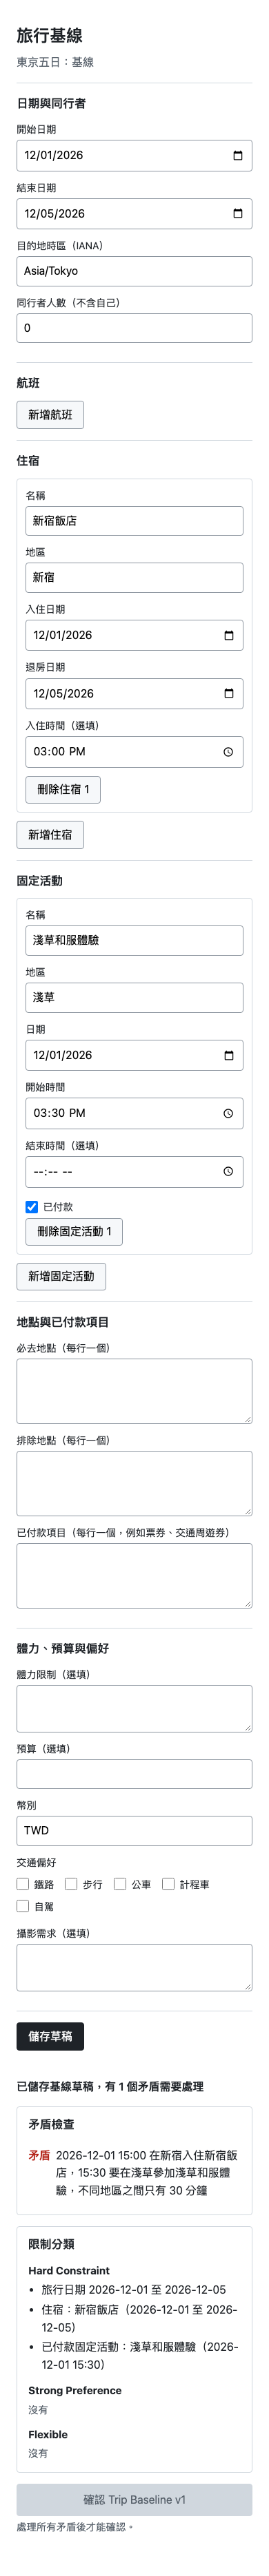 旅行基線
東京五日：基線
日期與同行者
開始日期
12/01/2026
結束日期
12/05/2026
目的地時區（IANA）
Asia/Tokyo
同行者人數（不含自己）
0
航班
新增航班
住宿
名稱
新宿飯店
地區
新宿
入住日期
12/01/2026
退房日期
12/05/2026
入住時間（選填）
03:00 PM
刪除住宿 1
新增住宿
固定活動
名稱
淺草和服體驗
地區
淺草
日期
12/01/2026
開始時間
03:30 PM
結束時間（選填）
--:-- --
已付款
刪除固定活動 1
新增固定活動
地點與已付款項目
必去地點（每行一個）
排除地點（每行一個）
已付款項目（每行一個，例如票券、交通周遊券）
體力、預算與偏好
體力限制（選填）
預算（選填）
幣別
TWD
交通偏好
鐵路 步行 公車 計程車
自駕
攝影需求（選填）
儲存草稿
已儲存基線草稿，有 1 個矛盾需要處理
矛盾檢查
矛盾 2026-12-01 15:00 在新宿入住新宿飯
店，15:30 要在淺草參加淺草和服體
驗，不同地區之間只有 30 分鐘
限制分類
Hard Constraint
• 旅行日期 2026-12-01 至 2026-12-05
• 住宿：新宿飯店（2026-12-01 至 2026-
12-05）
• 已付款固定活動：淺草和服體驗（2026-
12-01 15:30）
Strong Preference
沒有
Flexible
沒有
確認 Trip Baseline v1
處理所有矛盾後才能確認。